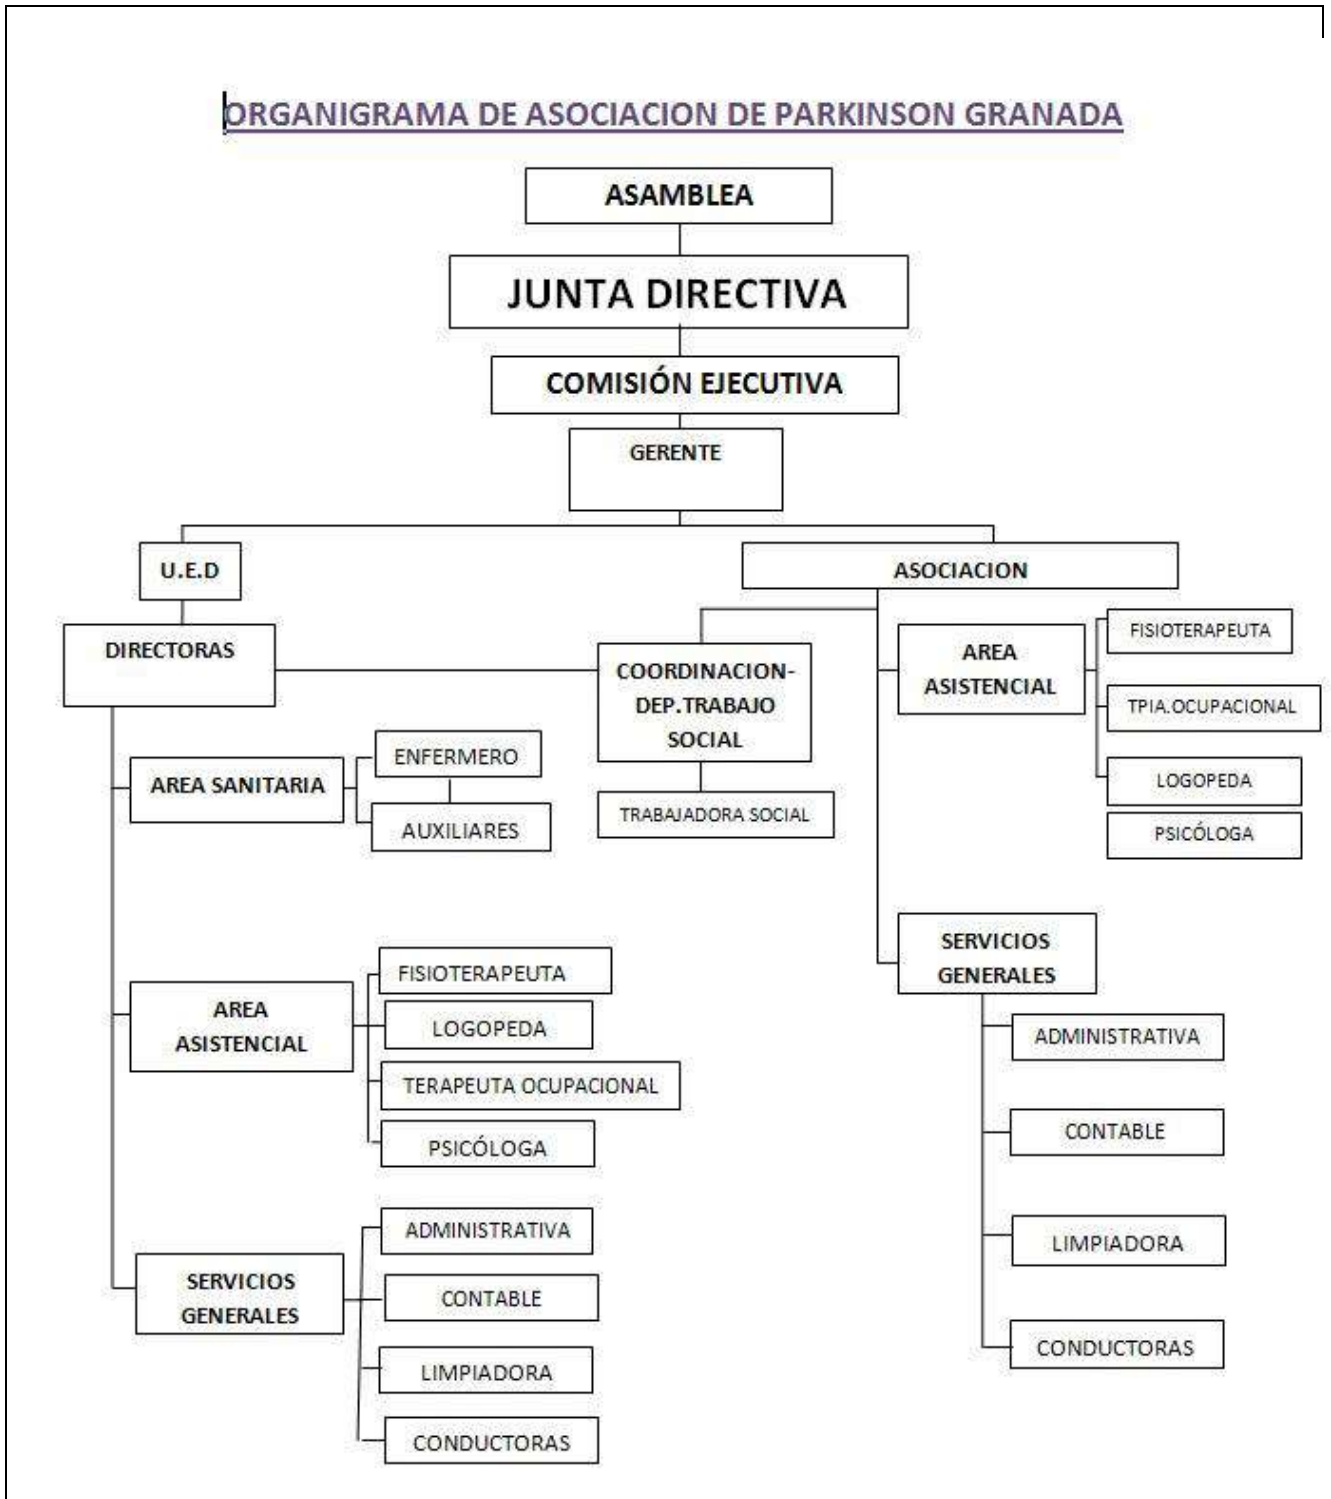 ORGANIGRAMA DE ASOCIACION DE PARKINSON GRANADA
ASAMBLEA
JUNTA DIRECTIVA
COMISIÓN EJECUTIVA
GERENTE
U.E.D
DIRECTORAS
AREA SANITARIA
ENFERMERO
AUXILIARES
AREA
ASISTENCIAL
FISIOTERAPEUTA
LOGOPEDA
TERAPEUTA OCUPACIONAL
PSICÓLOGA
SERVICIOS
GENERALES
ADMINISTRATIVA
CONTABLE
LIMPIADORA
CONDUCTORAS
ASOCIACION
COORDINACION-
DEP.TRABAJO
SOCIAL
TRABAJADORA SOCIAL
AREA
ASISTENCIAL
FISIOTERAPEUTA
TPIA.OCUPACIONAL
LOGOPEDA
PSICÓLOGA
SERVICIOS
GENERALES
ADMINISTRATIVA
CONTABLE
LIMPIADORA
CONDUCTORAS